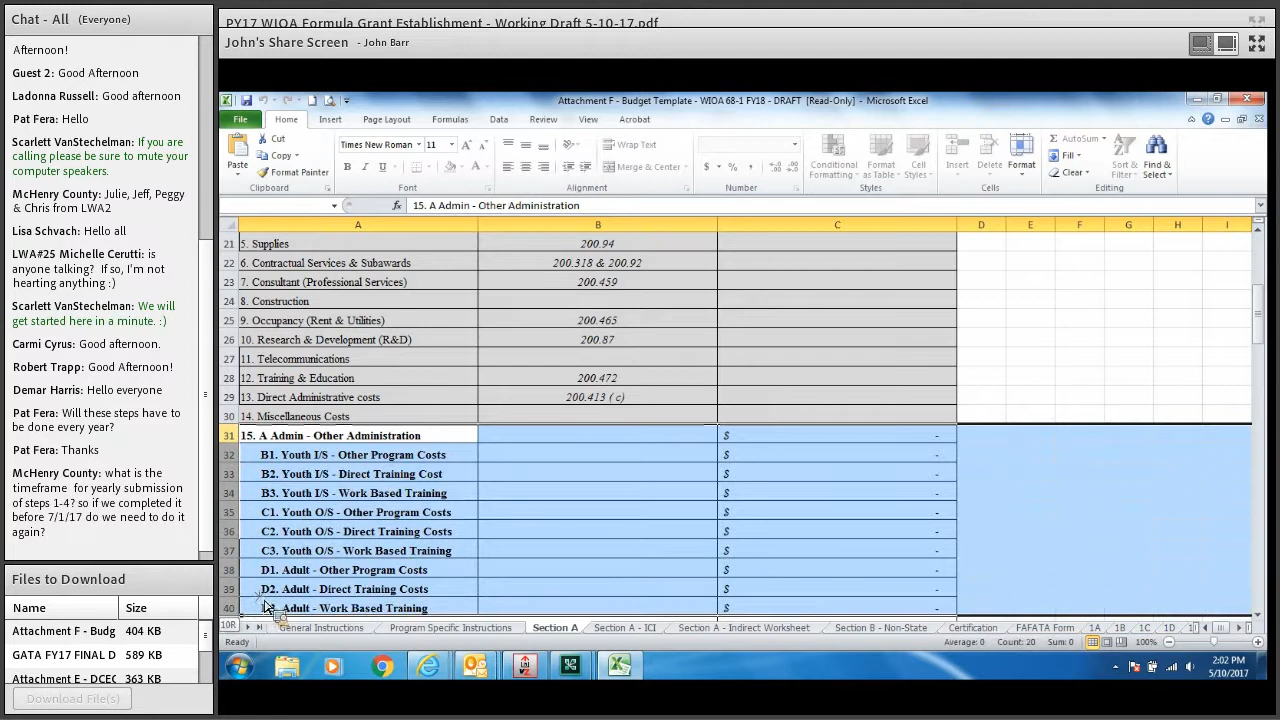 Chat - All (Everyone)
Afternoon!
Guest 2: Good Afternoon
Ladonna Russell: Good afternoon
Pat Fera: Hello
Scarlett VanStechelman: If you are
calling please be sure to mute your
computer speakers.
McHenry County: Julie, Jeff, Peggy
& Chris from LWA2
Lisa Schvach: Hello all
LWA#25 Michelle Cerutti: is
anyone talking? If so, I'm not
hearting anything :)
Scarlett VanStechelman: We will
get started here in a minute. :)
Carmi Cyrus: Good afternoon.
Robert Trapp: Good Afternoon!
Demar Harris: Hello everyone
Pat Fera: Will these steps have to
be done every year?
Pat Fera: Thanks
McHenry County: what is the
timeframe for yearly submission
of steps 1-4? so if we completed it
before 7/1/17 do we need to do it
again?
Files to Download
Name Size
Attachment F - Budg 404 KB
GATA FY17 FINAL D 589 KB
Attachment E - DCEC 363 KB
Download File(s)
PY17 WIOA Formula Grant Establishment - Working Draft 5-10-17.pdf
John's Share Screen - John Barr
Attachment F - Budget Template - WIOA 68-1 FY18 - DRAFT [Read-Only] - Microsoft Excel
File Home Insert Page Layout Formulas Data Review View Acrobat
Paste Cut Copy Format Painter Clipboard
Times New Roman 11 B I U Font
Wrap Text Merge & Center Alignment
$ % , Number
Conditional Formatting Format as Table Cell Styles Styles
Insert Delete Format Cells
AutoSum Fill Clear Sort & Filter Find & Select Editing
fx 15. A Admin - Other Administration
A B C D E F G H I
21 5. Supplies 200.94
22 6. Contractual Services & Subawards 200.318 & 200.92
23 7. Consultant (Professional Services) 200.459
24 8. Construction
25 9. Occupancy (Rent & Utilities) 200.465
26 10. Research & Development (R&D) 200.87
27 11. Telecommunications
28 12. Training & Education 200.472
29 13. Direct Administrative costs 200.413 ( c)
30 14. Miscellaneous Costs
31 15. A Admin - Other Administration $ -
32 B1. Youth I/S - Other Program Costs $ -
33 B2. Youth I/S - Direct Training Cost $ -
34 B3. Youth I/S - Work Based Training $ -
35 C1. Youth O/S - Other Program Costs $ -
36 C2. Youth O/S - Direct Training Costs $ -
37 C3. Youth O/S - Work Based Training $ -
38 D1. Adult - Other Program Costs $ -
39 D2. Adult - Direct Training Costs $ -
40 Adult - Work Based Training $ -
10R General Instructions Program Specific Instructions Section A Section A - ICI Section A - Indirect Worksheet Section B - Non-State Certification FAFATA Form 1A 1B 1C 1D
Ready Average: 0 Count: 20 Sum: 0 100%
2:02 PM
5/10/2017